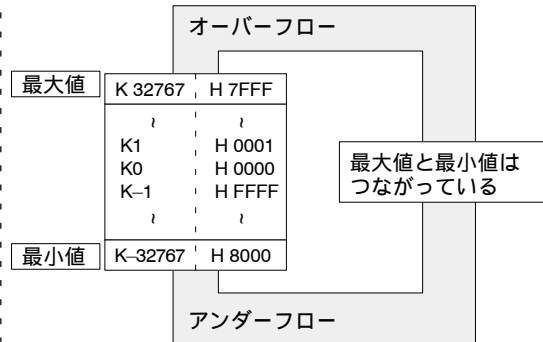 オーバーフロー
最大値 K 32767 H 7FFF
~ ~
K1 H 0001
K0 H 0000
K–1 H FFFF
~ ~
最大値と最小値は
つながっている
最小値 K–32767 H 8000
アンダーフロー